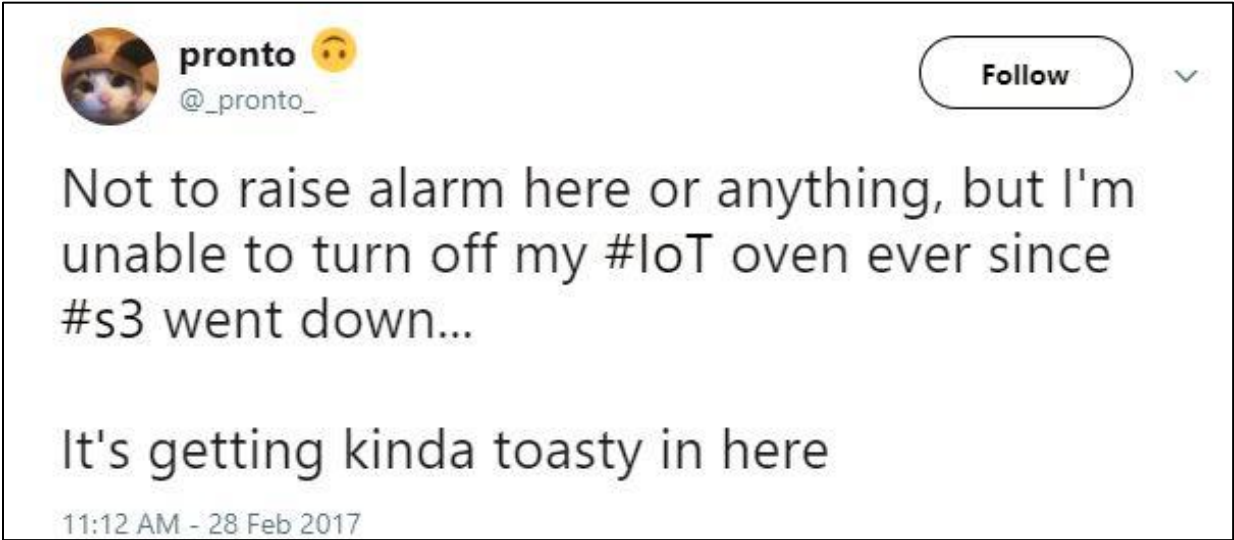 pronto 🙃
@_pronto_
Follow
Not to raise alarm here or anything, but I'm
unable to turn off my #IoT oven ever since
#s3 went down...
It's getting kinda toasty in here
11:12 AM - 28 Feb 2017